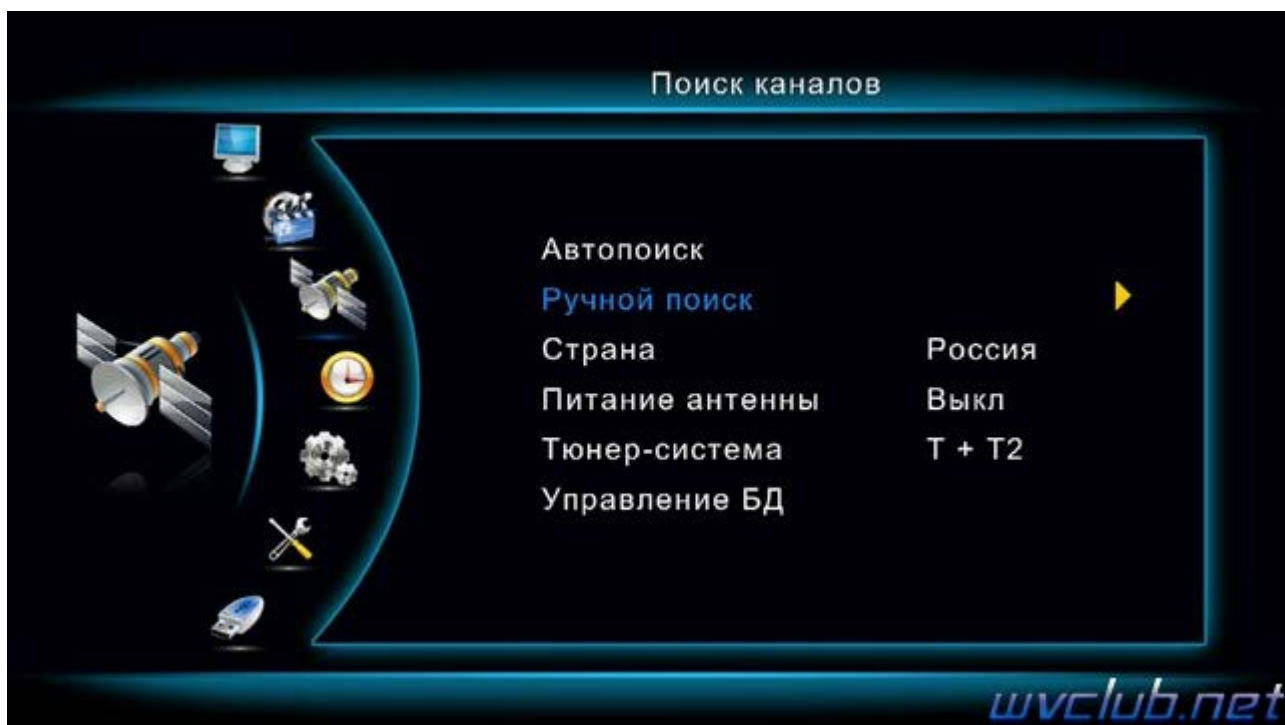 Поиск каналов
Автопоиск
Ручной поиск
Страна Россия
Питание антенны Выкл
Тюнер-система T + T2
Управление БД
wvclub.net